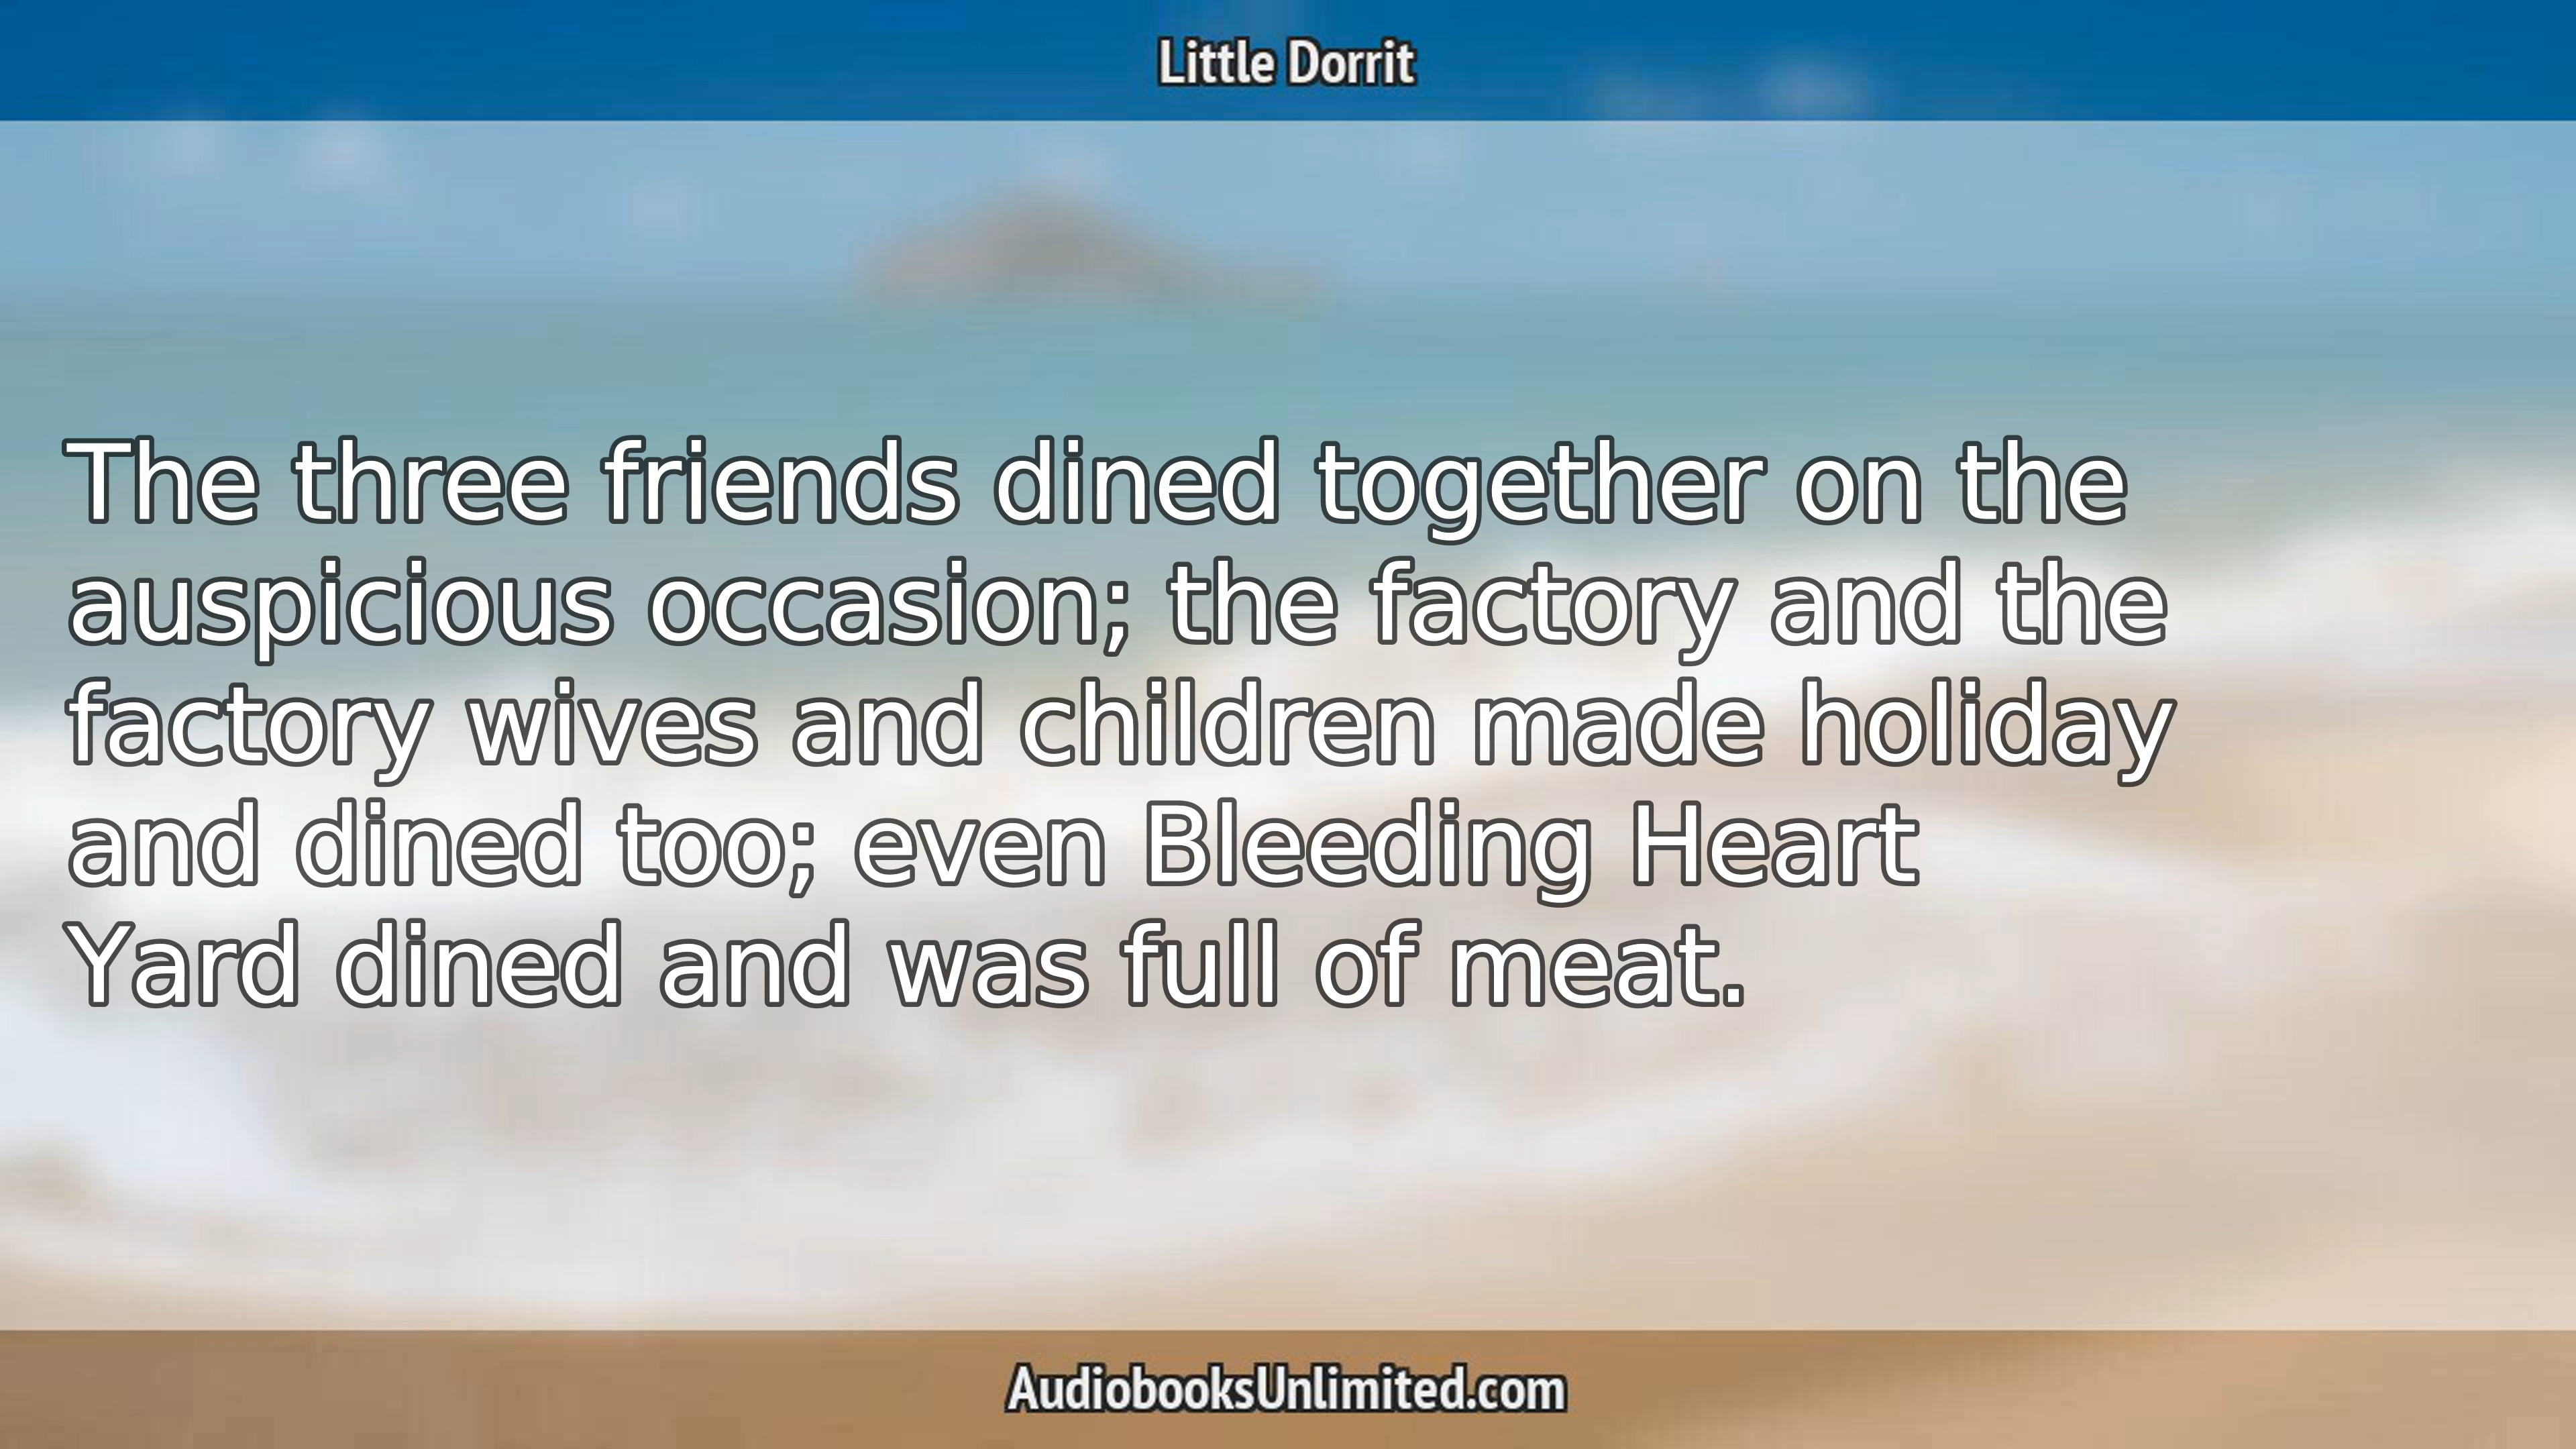 Little Dorrit
The three friends dined together on the
auspicious occasion; the factory and the
factory wives and children made holiday
and dined too; even Bleeding Heart
Yard dined and was full of meat.
AudiobooksUnlimited.com